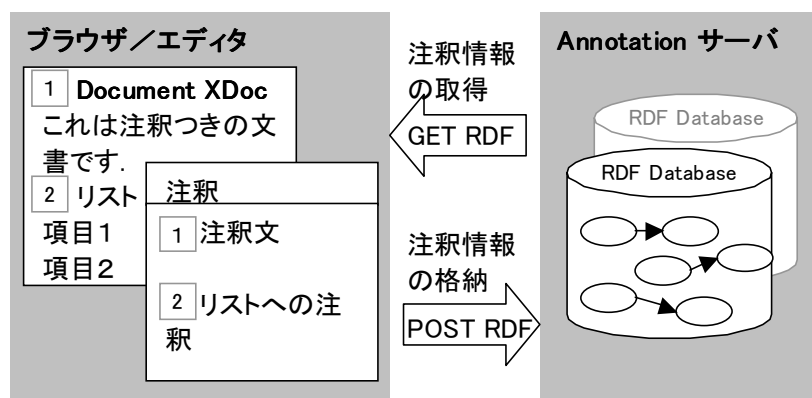 ブラウザ／エディタ
1 Document XDoc
これは注釈つきの文
書です.
2 リスト
項目1
項目2
注釈
1 注釈文
2 リストへの注
釈
注釈情報
の取得
GET RDF
注釈情報
の格納
POST RDF
Annotation サーバ
RDF Database
RDF Database